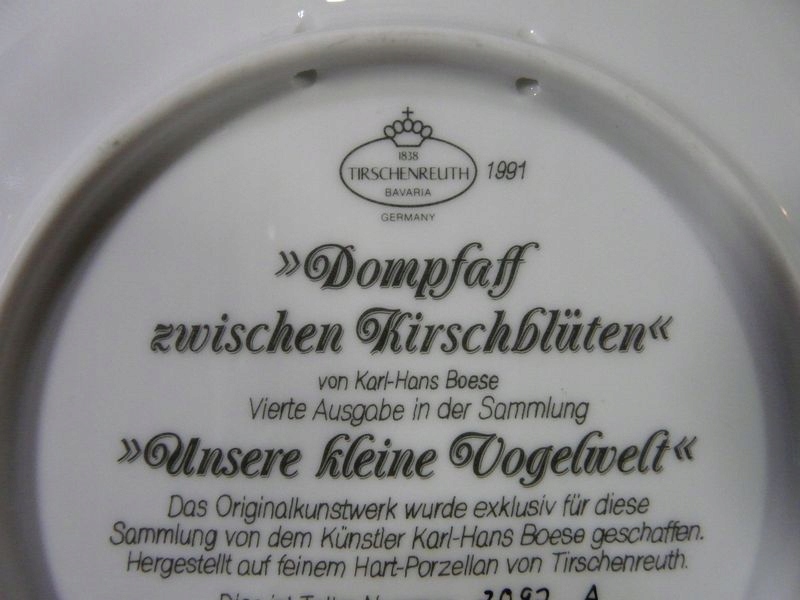 1838
TIRSCHENREUTH 1991
BAVARIA
GERMANY
»Dompfaff
zwischen Kirschblüten«
von Karl-Hans Boese
Vierte Ausgabe in der Sammlung
»Unsere kleine Vogelwelt«
Das Originalkunstwerk wurde exklusiv für diese
Sammlung von dem Künstler Karl-Hans Boese geschaffen.
Hergestellt auf feinem Hart-Porzellan von Tirschenreuth.